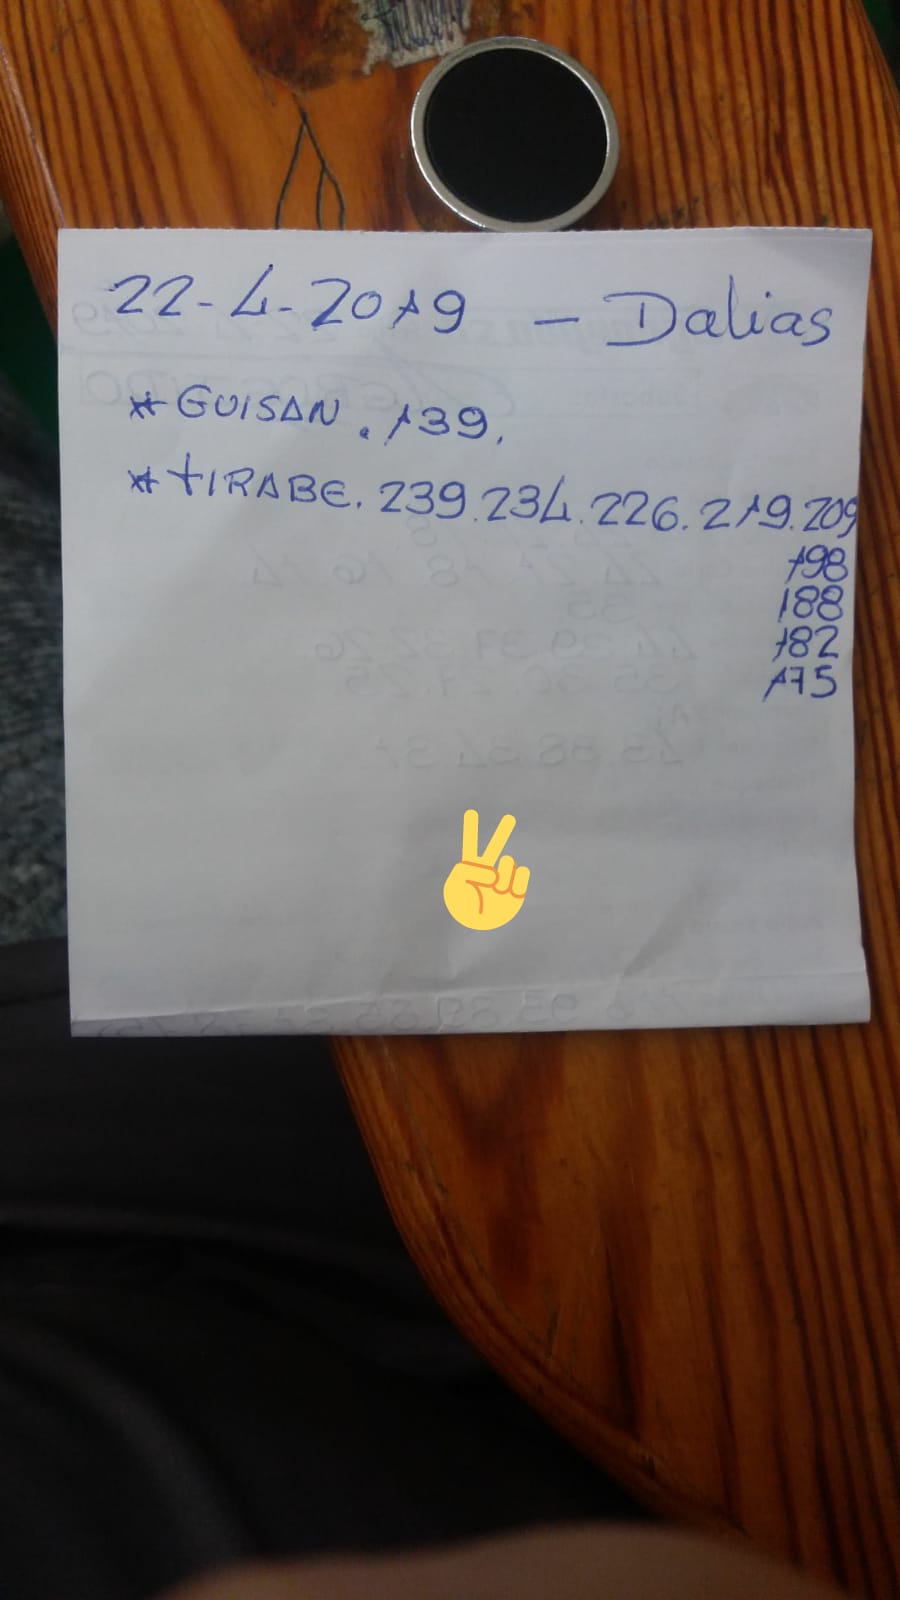 22-4-2019 - Dalias
* GUISAN . 139.
* TIRABE. 239.234.226.219.209
198
188
182
175